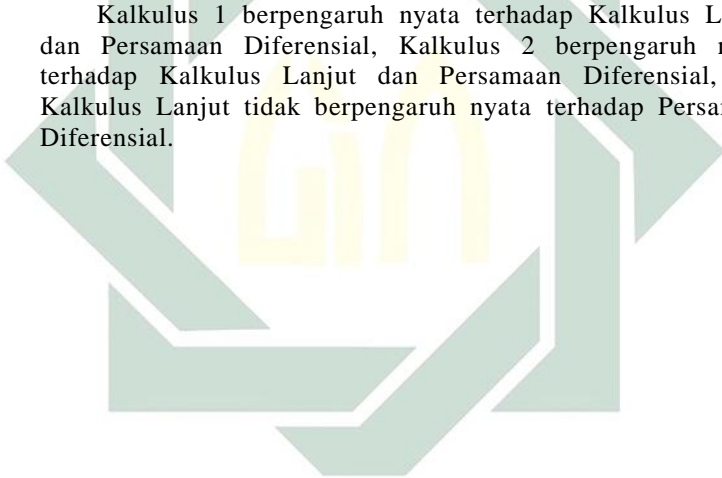 Kalkulus 1 berpengaruh nyata terhadap Kalkulus L
dan Persamaan Diferensial, Kalkulus 2 berpengaruh
terhadap Kalkulus Lanjut dan Persamaan Diferensial,
Kalkulus Lanjut tidak berpengaruh nyata terhadap
Diferensial.